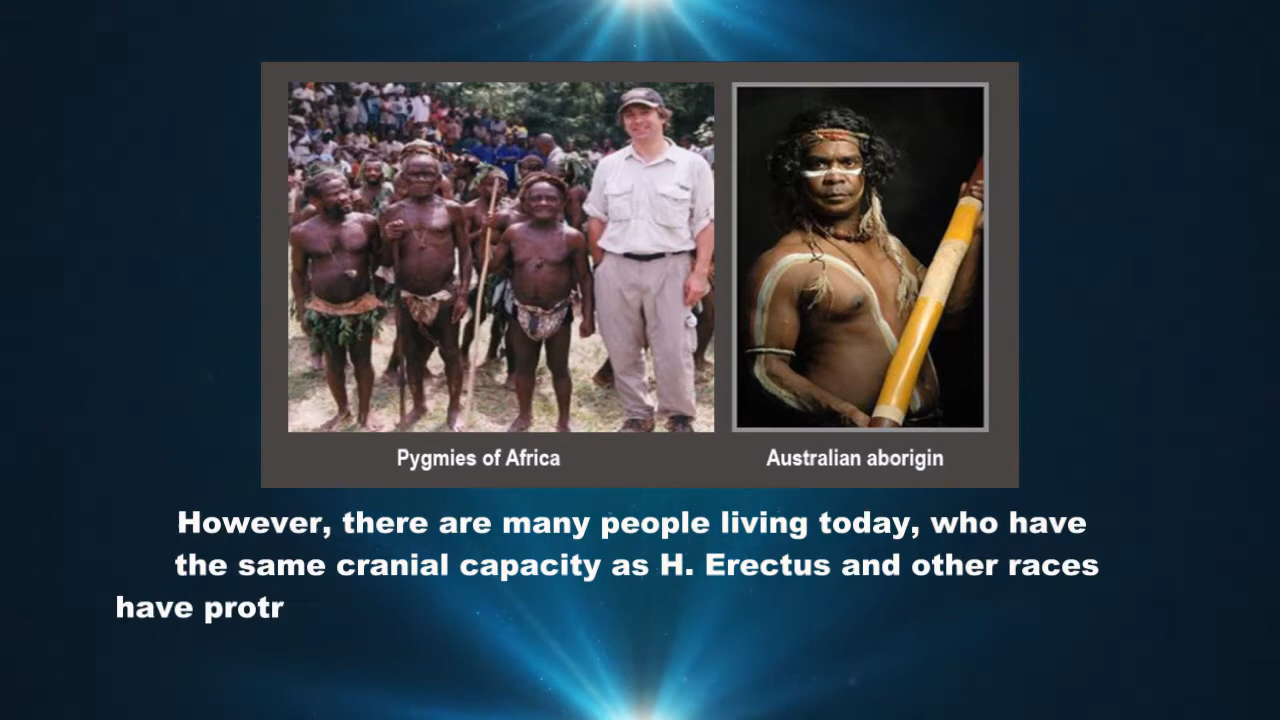 Pygmies of Africa
Australian aborigin
However, there are many people living today, who have
the same cranial capacity as H. Erectus and other races
have protr